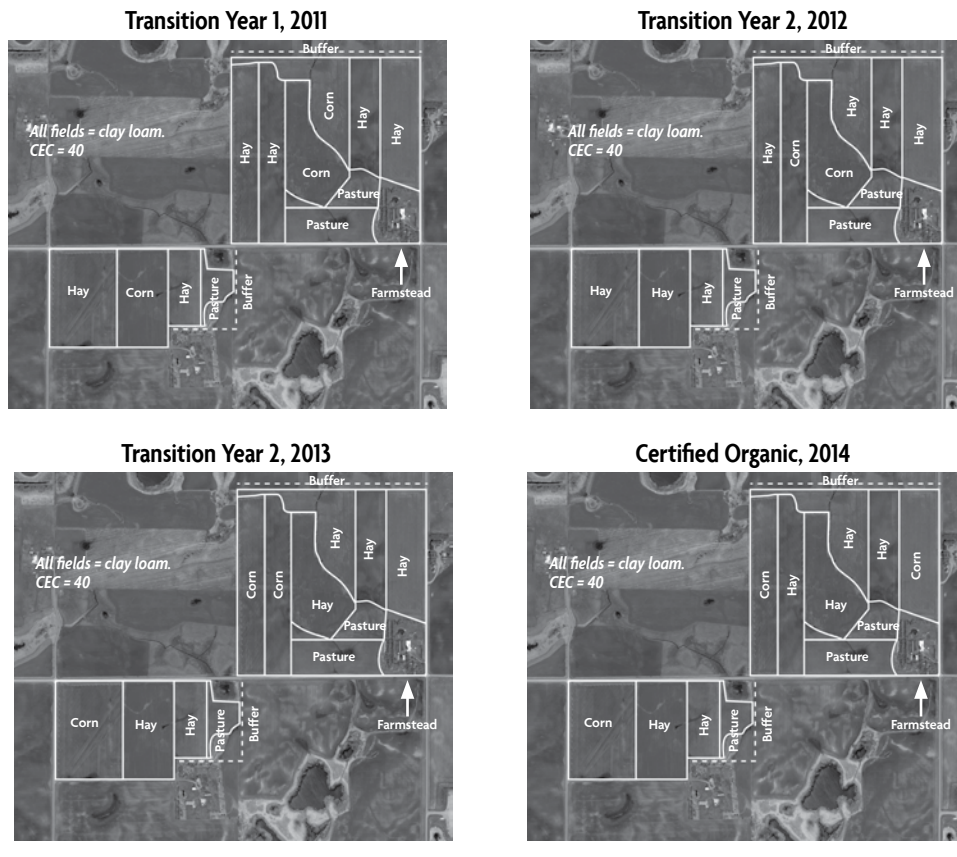 Transition Year 1, 2011
Buffer
All fields = clay loam.
CEC = 40
Hay
Hay
Corn
Corn
Hay
Hay
Pasture
Pasture
Hay
Corn
Hay
Pasture
Buffer
Farmstead
Transition Year 2, 2012
Buffer
*All fields = clay loam.
CEC = 40
Hay
Corn
Corn
Hay
Hay
Hay
Pasture
Pasture
Hay
Hay
Hay
Pasture
Buffer
Farmstead
Transition Year 2, 2013
Buffer
*All fields = clay loam.
CEC = 40
Corn
Corn
Hay
Hay
Hay
Hay
Pasture
Pasture
Corn
Hay
Hay
Pasture
Buffer
Farmstead
Certified Organic, 2014
Buffer
*All fields = clay loam.
CEC = 40
Corn
Hay
Hay
Hay
Hay
Corn
Pasture
Pasture
Corn
Hay
Hay
Pasture
Buffer
Farmstead